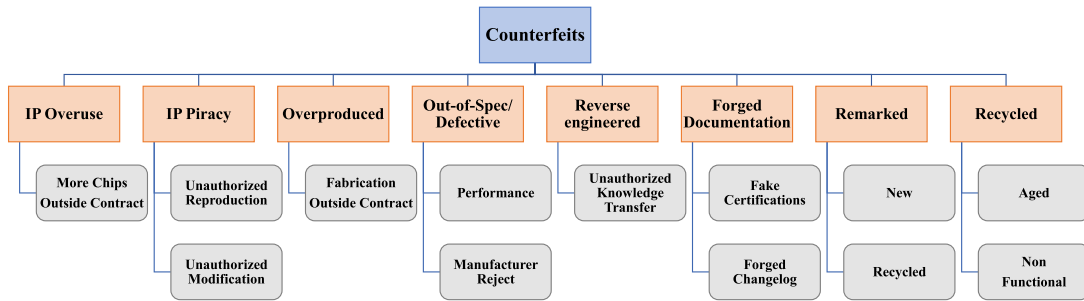 Counterfeits
IP Overuse
IP Piracy
Overproduced
Out-of-Spec/
Defective
Reverse
engineered
Forged
Documentation
Remarked
Recycled
More Chips
Outside Contract
Unauthorized
Reproduction
Fabrication
Outside Contract
Performance
Unauthorized
Knowledge
Transfer
Fake
Certifications
New
Aged
Unauthorized
Modification
Manufacturer
Reject
Forged
Changelog
Recycled
Non
Functional